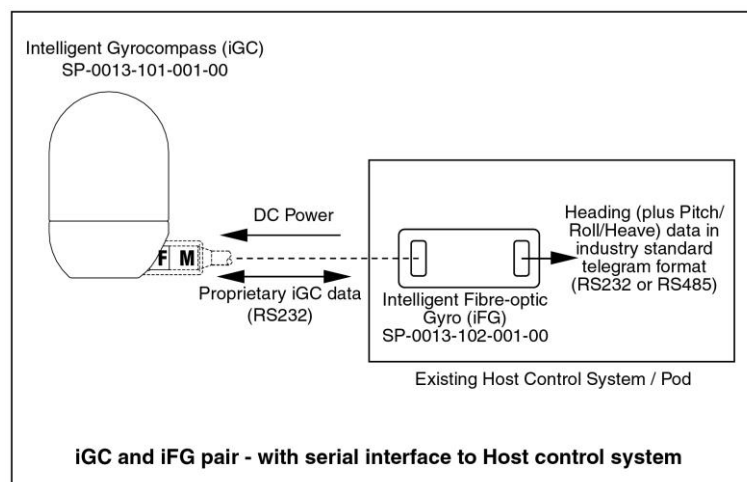 Intelligent Gyrocompass (iGC)
SP-0013-101-001-00
DC Power
F M
Proprietary iGC data
(RS232)
Heading (plus Pitch/
Roll/Heave) data in
industry standard
telegram format
(RS232 or RS485)
Intelligent Fibre-optic
Gyro (iFG)
SP-0013-102-001-00
Existing Host Control System / Pod
iGC and iFG pair - with serial interface to Host control system